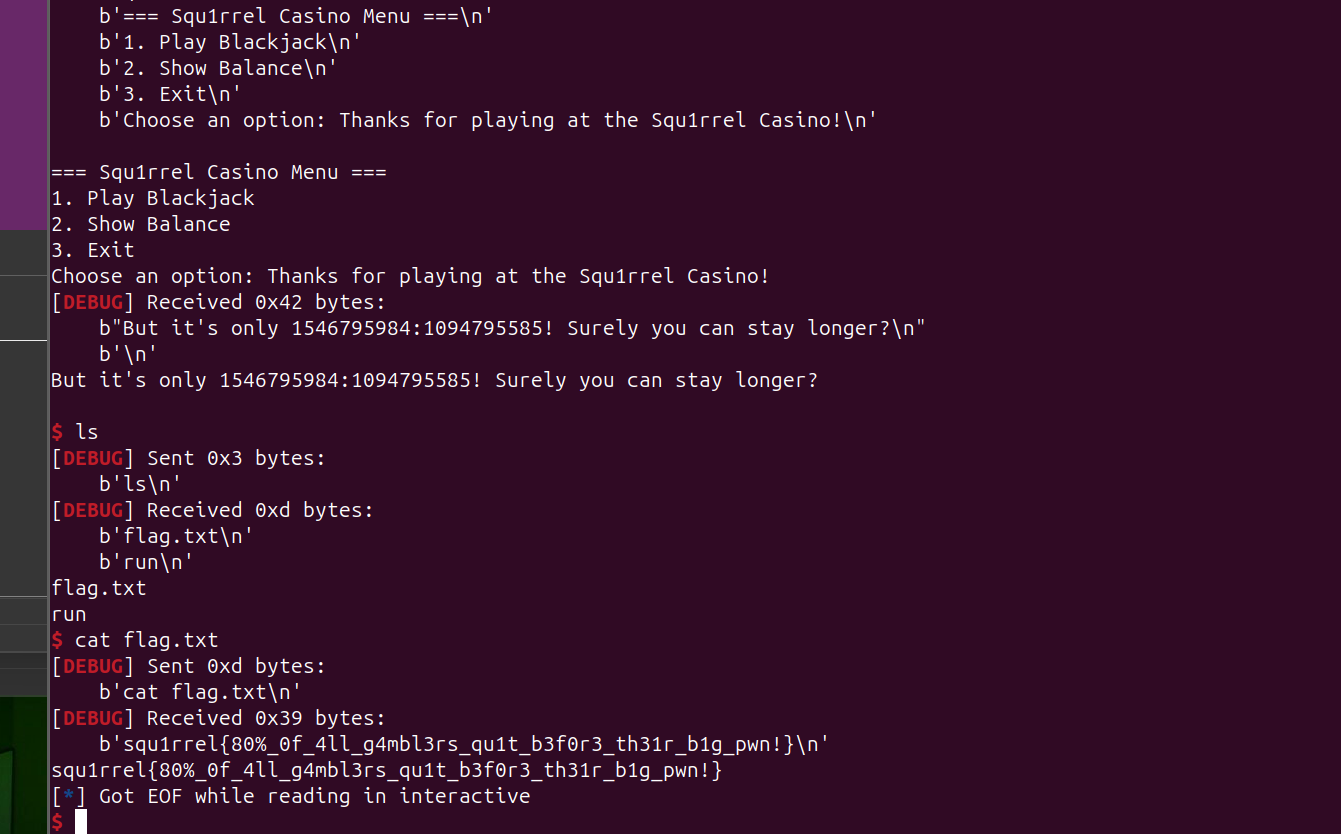 b'=== Squ1rrel Casino Menu ===\n'
b'1. Play Blackjack\n'
b'2. Show Balance\n'
b'3. Exit\n'
b'Choose an option: Thanks for playing at the Squ1rrel Casino!\n'
=== Squ1rrel Casino Menu ===
1. Play Blackjack
2. Show Balance
3. Exit
Choose an option: Thanks for playing at the Squ1rrel Casino!
[DEBUG] Received 0x42 bytes:
b"But it's only 1546795984:1094795585! Surely you can stay longer?\n"
b'\n'
But it's only 1546795984:1094795585! Surely you can stay longer?
$ ls
[DEBUG] Sent 0x3 bytes:
b'ls\n'
[DEBUG] Received 0xd bytes:
b'flag.txt\n'
b'run\n'
flag.txt
run
$ cat flag.txt
[DEBUG] Sent 0xd bytes:
b'cat flag.txt\n'
[DEBUG] Received 0x39 bytes:
b'squ1rrel{80%_0f_4ll_g4mbl3rs_qu1t_b3f0r3_th31r_b1g_pwn!}\n'
squ1rrel{80%_0f_4ll_g4mbl3rs_qu1t_b3f0r3_th31r_b1g_pwn!}
[*] Got EOF while reading in interactive
$